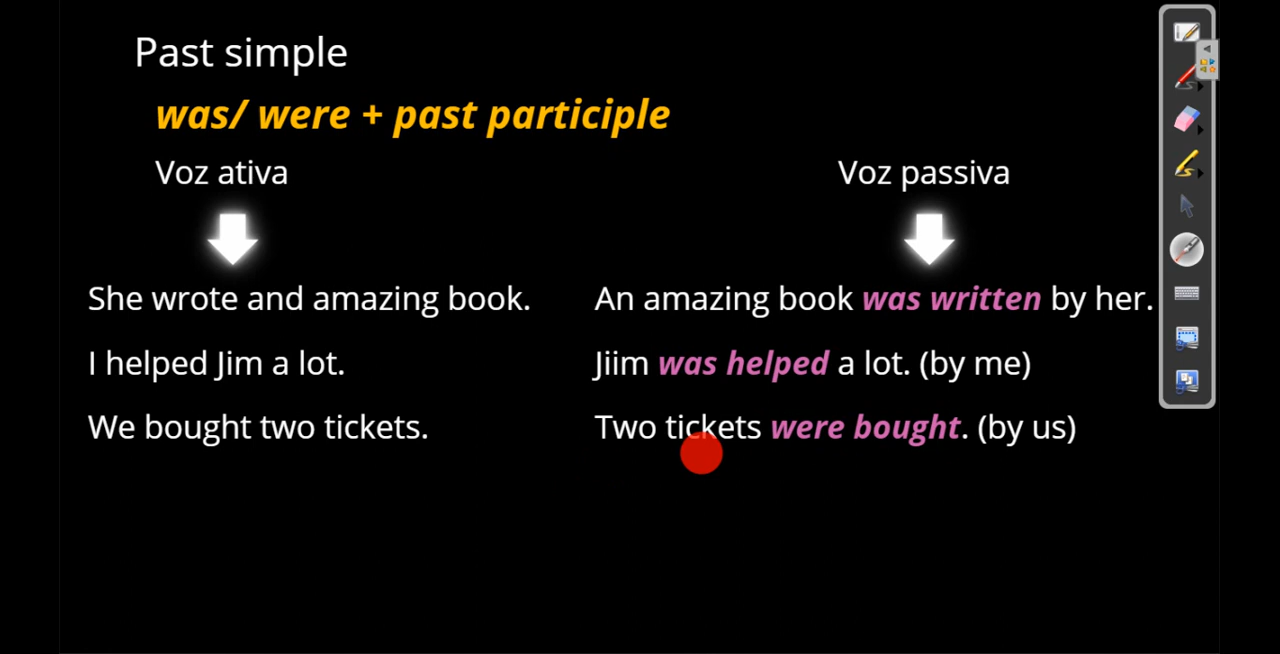 Past simple
was/ were + past participle
Voz ativa
Voz passiva
She wrote and amazing book.
An amazing book was written by her.
I helped Jim a lot.
Jiim was helped a lot. (by me)
We bought two tickets.
Two tickets were bought. (by us)